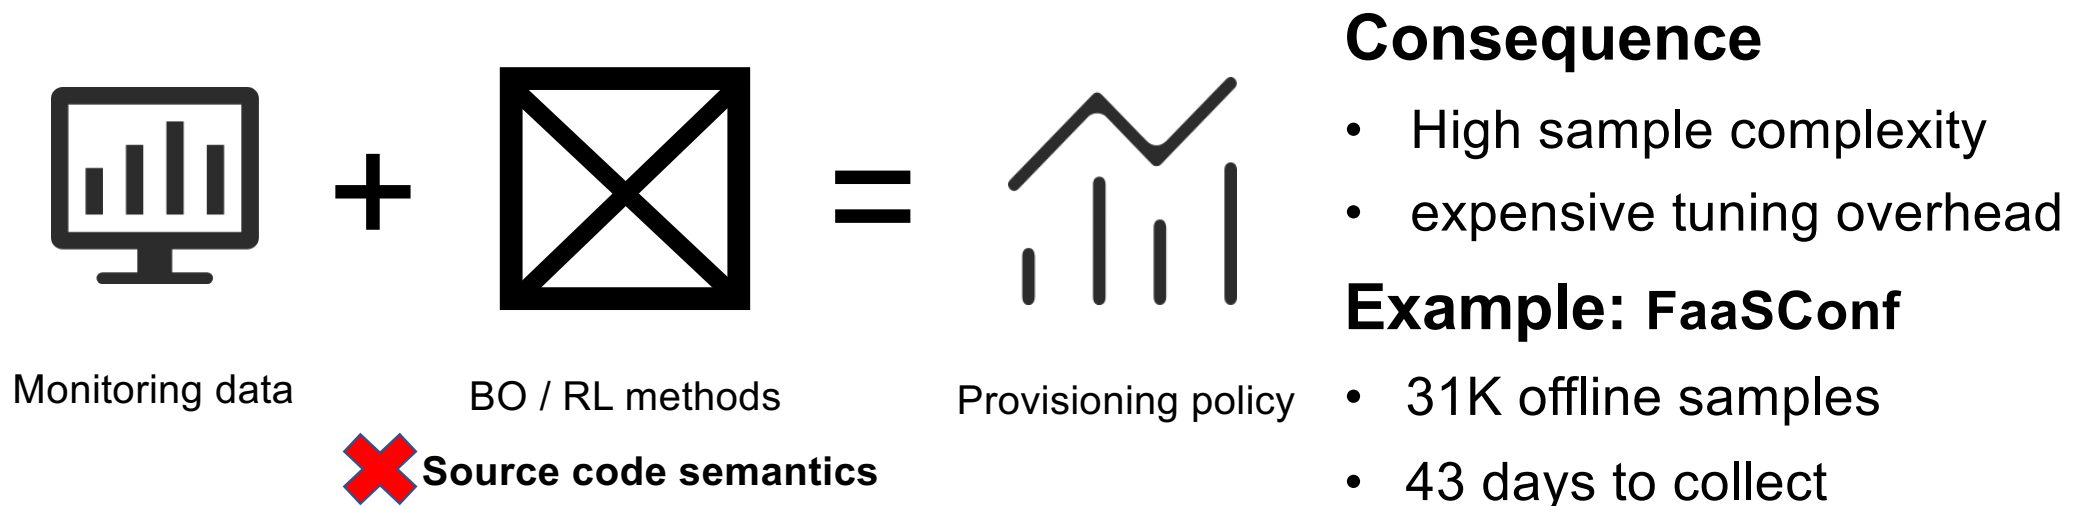 Monitoring data
+
BO / RL methods
=
Provisioning policy
Source code semantics
Consequence
• High sample complexity
• expensive tuning overhead
Example: FaaSConf
• 31K offline samples
• 43 days to collect